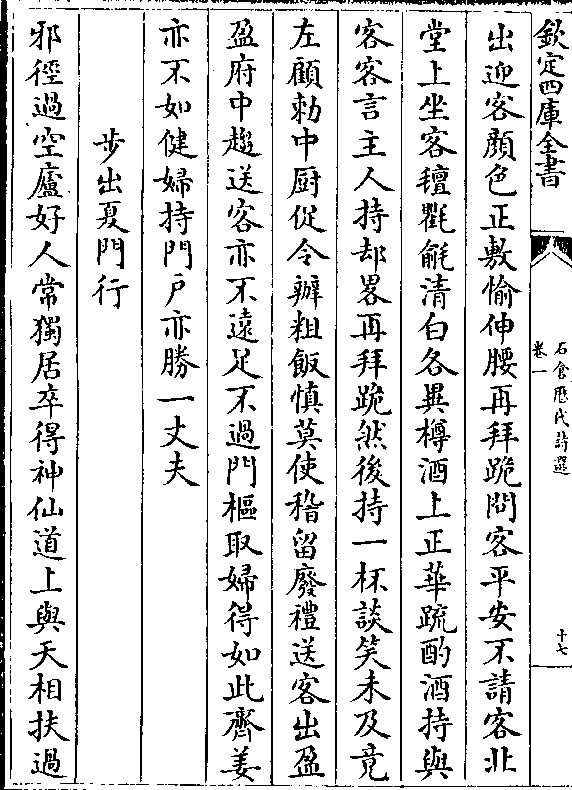 欽定四庫全書
石倉歷代詩選
卷一
十七
出迎客顔色正敷愉伸腰再拜跪問客平安不請客北
堂上坐客氊氍毹清白各異樽酒上正華疏酌酒持與
客客言主人持却畧再拜跪然後持一杯談笑未及竟
左顧勑中厨促令辦粗飯慎莫使稽留廢禮送客出盈
盈府中趨送客亦不遠足不過門樞取婦得如此齊姜
亦不如健婦持門戶亦勝一丈夫
步出夏門行
邪徑過空廬好人常獨居卒得神仙道上與天相扶過